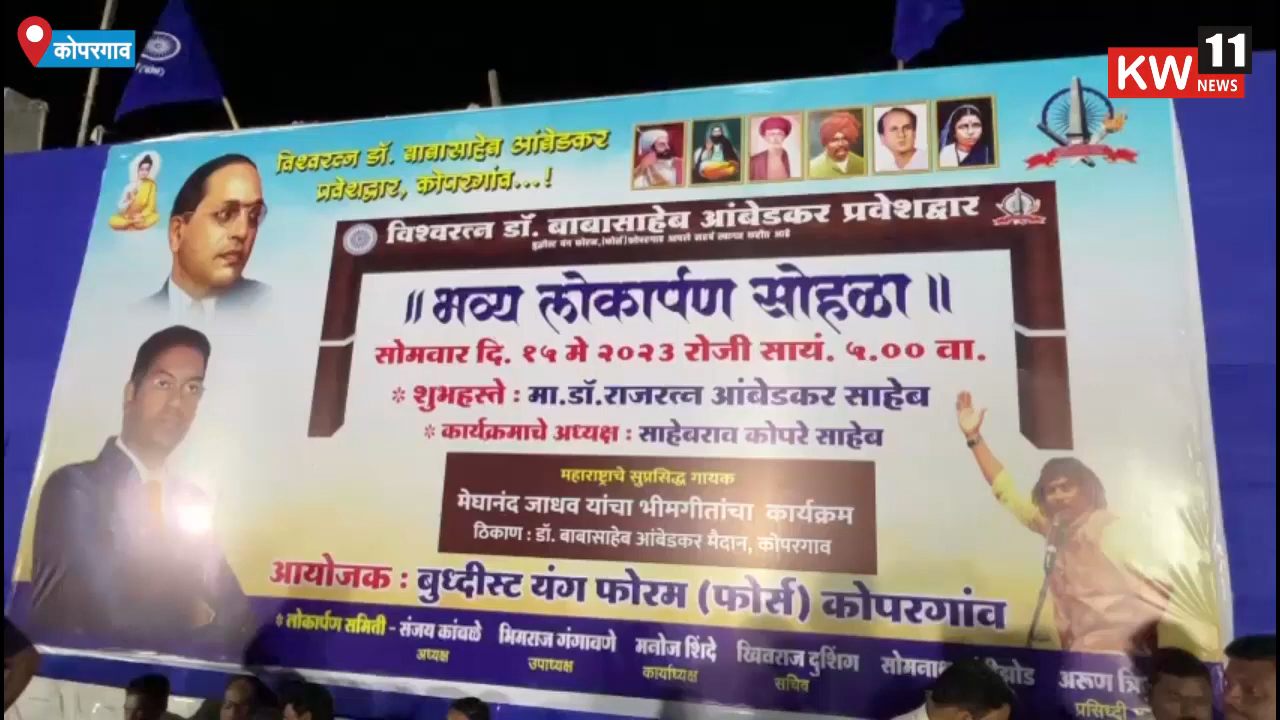 कोपरगाव
KW 11
NEWS
विश्वरत्न डॉ. बाबासाहेब आंबेडकर
प्रवेशद्वार, कोपरगांव...!
विश्वरत्न डॉ. बाबासाहेब आंबेडकर प्रवेशद्वार
॥ भव्य लोकार्पण सोहळा ॥
सोमवार दि. १५ मे २०२३ रोजी सायं. ५.०० वा.
* शुभहस्ते : मा.डॉ.राजरत्न आंबेडकर साहेब
* कार्यक्रमाचे अध्यक्ष : साहेबराव कोपरे साहेब
महाराष्ट्राचे सुप्रसिद्ध गायक
मेघानंद जाधव यांचा भीमगीतांचा कार्यक्रम
ठिकाण : डॉ. बाबासाहेब आंबेडकर मैदान, कोपरगाव
आयोजक : बुध्दीस्ट यंग फोरम (फोर्स) कोपरगांव
* लोकार्पण समिती - संजय कांबळे भिमराज गंगावणे मनोज शिंदे खिवराज दुशिंग अरूण
अध्यक्ष उपाध्यक्ष कार्याध्यक्ष सचिव प्रसिध्दी